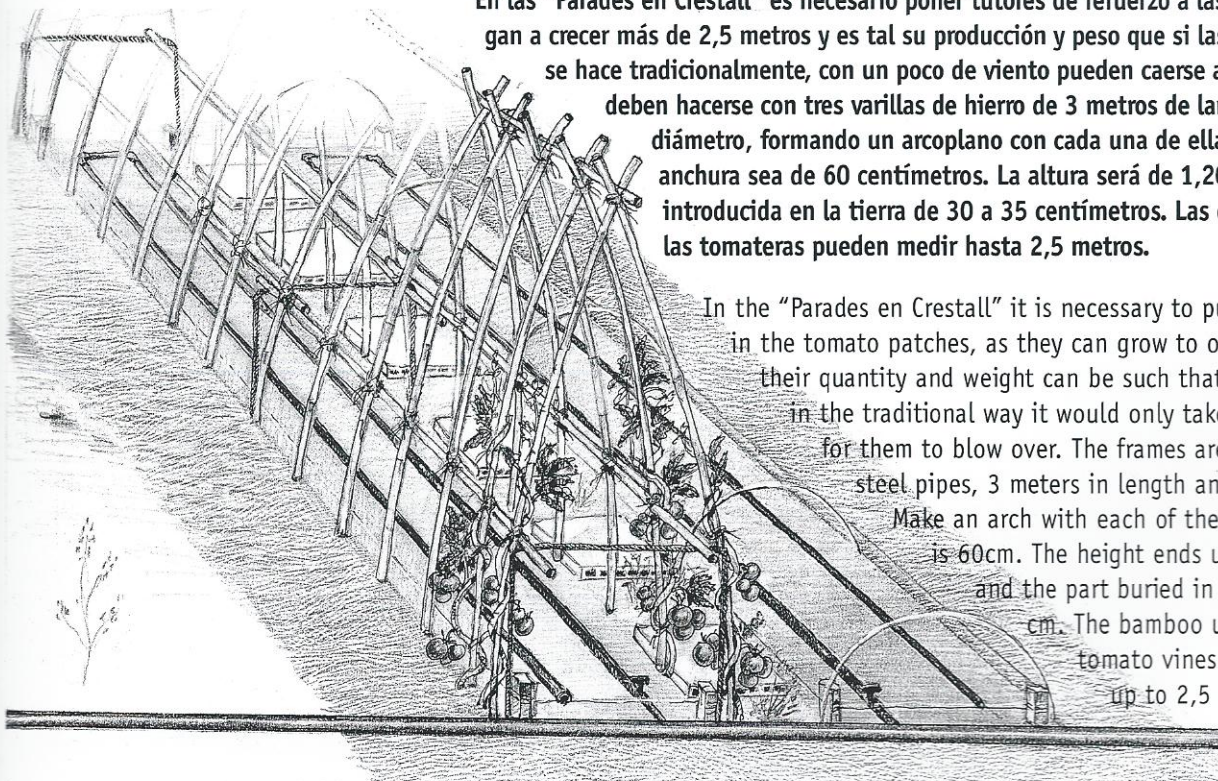 En las "Parades en Crestall" es necesario poner tutores de refuerzo a las
gan a crecer más de 2,5 metros y es tal su producción y peso que si las
se hace tradicionalmente, con un poco de viento pueden caerse a
deben hacerse con tres varillas de hierro de 3 metros de
diámetro, formando un arcoplano con cada una de
anchura sea de 60 centímetros. La altura será de 1,20
introducida en la tierra de 30 a 35 centímetros. Las
las tomateras pueden medir hasta 2,5 metros.
In the "Parades en Crestall" it is necessary to
in the tomato patches, as they can grow to
their quantity and weight can be such that
in the traditional way it would only take
for them to blow over. The frames are
steel pipes, 3 meters in length
Make an arch with each of
is 60cm. The height ends
and the part buried in
cm. The bamboo
tomato vines
up to 2,5